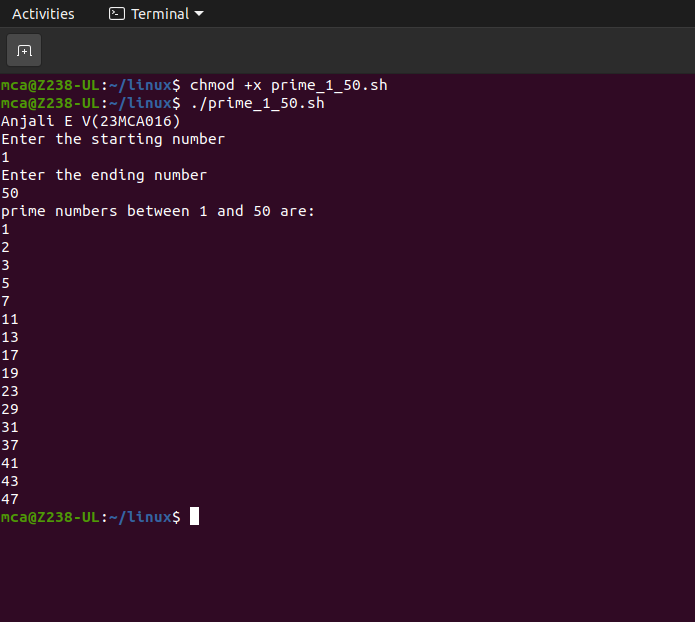 Activities Terminal
mca@Z238-UL:~/linux$ chmod +x prime_1_50.sh
mca@Z238-UL:~/linux$ ./prime_1_50.sh
Anjali E V(23MCA016)
Enter the starting number
1
Enter the ending number
50
prime numbers between 1 and 50 are:
1
2
3
5
7
11
13
17
19
23
29
31
37
41
43
47
mca@Z238-UL:~/linux$